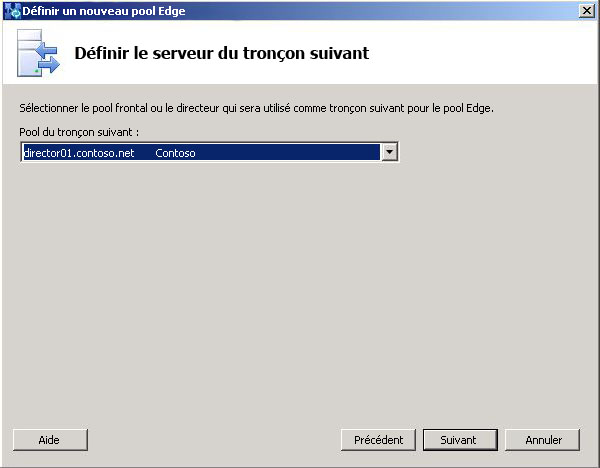 Définir un nouveau pool Edge
Définir le serveur du tronçon suivant
Sélectionner le pool frontal ou le directeur qui sera utilisé comme tronçon suivant pour le pool Edge.
Pool du tronçon suivant :
director01.contoso.net Contoso
Aide Précédent Suivant Annuler